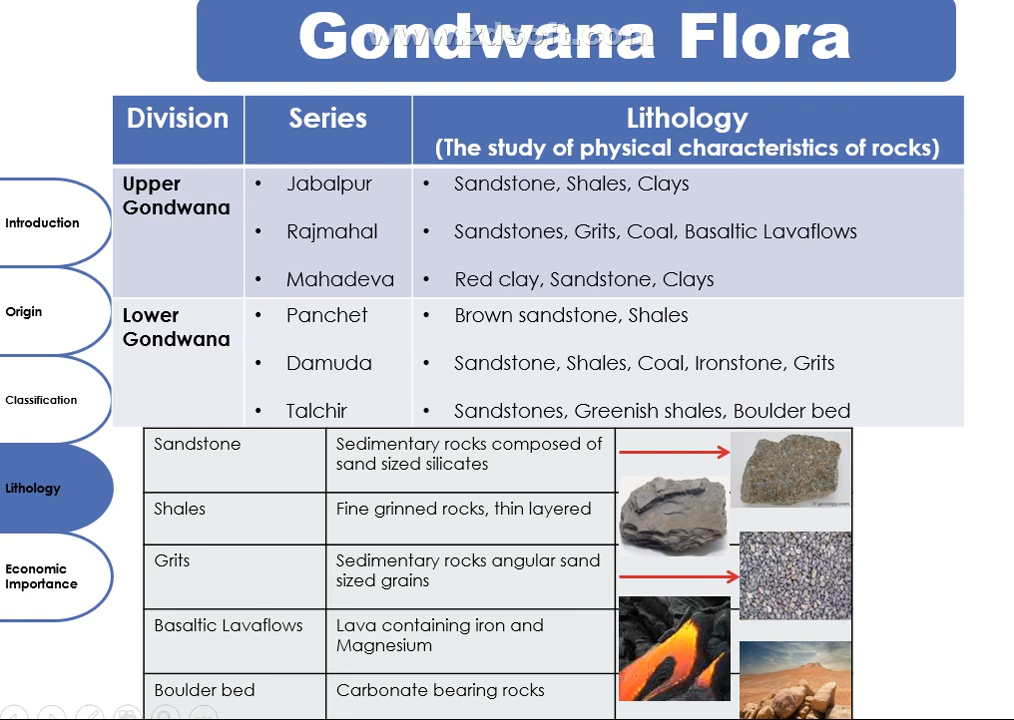 Gondwana Flora
www.zdsoft.com
Division
Series
Lithology
(The study of physical characteristics of rocks)
Upper
Gondwana
• Jabalpur
• Sandstone, Shales, Clays
• Rajmahal
• Sandstones, Grits, Coal, Basaltic Lavaflows
• Mahadeva
• Red clay, Sandstone, Clays
Lower
Gondwana
• Panchet
• Brown sandstone, Shales
• Damuda
• Sandstone, Shales, Coal, Ironstone, Grits
• Talchir
• Sandstones, Greenish shales, Boulder bed
Introduction
Origin
Classification
Lithology
Economic
Importance
Sandstone
Sedimentary rocks composed of
sand sized silicates
Shales
Fine grinned rocks, thin layered
Grits
Sedimentary rocks angular sand
sized grains
Basaltic Lavaflows
Lava containing iron and
Magnesium
Boulder bed
Carbonate bearing rocks